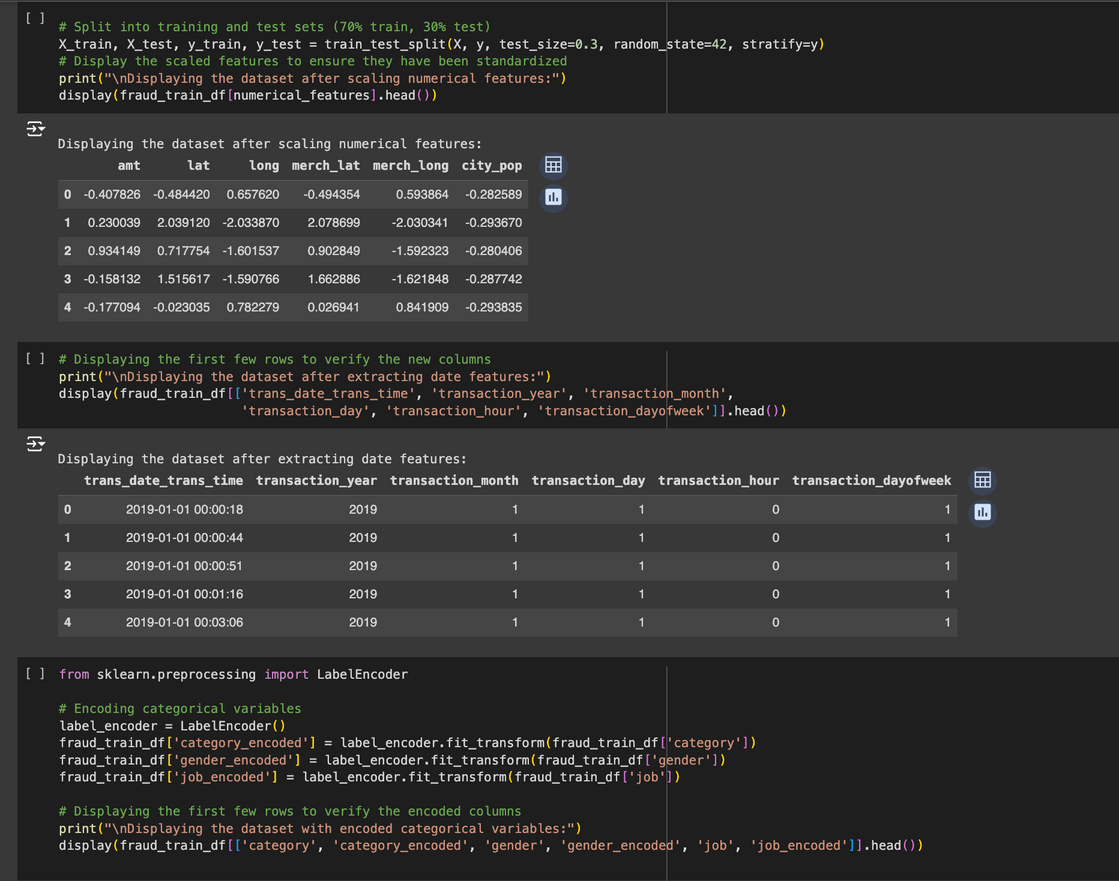 [ ]
# Split into training and test sets (70% train, 30% test)
X_train, X_test, y_train, y_test = train_test_split(X, y, test_size=0.3, random_state=42, stratify=y)
# Display the scaled features to ensure they have been standardized
print("\nDisplaying the dataset after scaling numerical features:")
display(fraud_train_df[numerical_features].head())
Displaying the dataset after scaling numerical features:
amt lat long merch_lat merch_long city_pop
0 -0.407826 -0.484420 0.657620 -0.494354 0.593864 -0.282589
1 0.230039 2.039120 -2.033870 2.078699 -2.030341 -0.293670
2 0.934149 0.717754 -1.601537 0.902849 -1.592323 -0.280406
3 -0.158132 1.515617 -1.590766 1.662886 -1.621848 -0.287742
4 -0.177094 -0.023035 0.782279 0.026941 0.841909 -0.293835
[ ] # Displaying the first few rows to verify the new columns
print("\nDisplaying the dataset after extracting date features:")
display(fraud_train_df[['trans_date_trans_time', 'transaction_year', 'transaction_month',
'transaction_day', 'transaction_hour', 'transaction_dayofweek']].head())
Displaying the dataset after extracting date features:
trans_date_trans_time transaction_year transaction_month transaction_day transaction_hour transaction_dayofweek
0 2019-01-01 00:00:18 2019 1 1 0 1
1 2019-01-01 00:00:44 2019 1 1 0 1
2 2019-01-01 00:00:51 2019 1 1 0 1
3 2019-01-01 00:01:16 2019 1 1 0 1
4 2019-01-01 00:03:06 2019 1 1 0 1
[ ] from sklearn.preprocessing import LabelEncoder
# Encoding categorical variables
label_encoder = LabelEncoder()
fraud_train_df['category_encoded'] = label_encoder.fit_transform(fraud_train_df['category'])
fraud_train_df['gender_encoded'] = label_encoder.fit_transform(fraud_train_df['gender'])
fraud_train_df['job_encoded'] = label_encoder.fit_transform(fraud_train_df['job'])
# Displaying the first few rows to verify the encoded columns
print("\nDisplaying the dataset with encoded categorical variables:")
display(fraud_train_df[['category', 'category_encoded', 'gender', 'gender_encoded', 'job', 'job_encoded']].head())